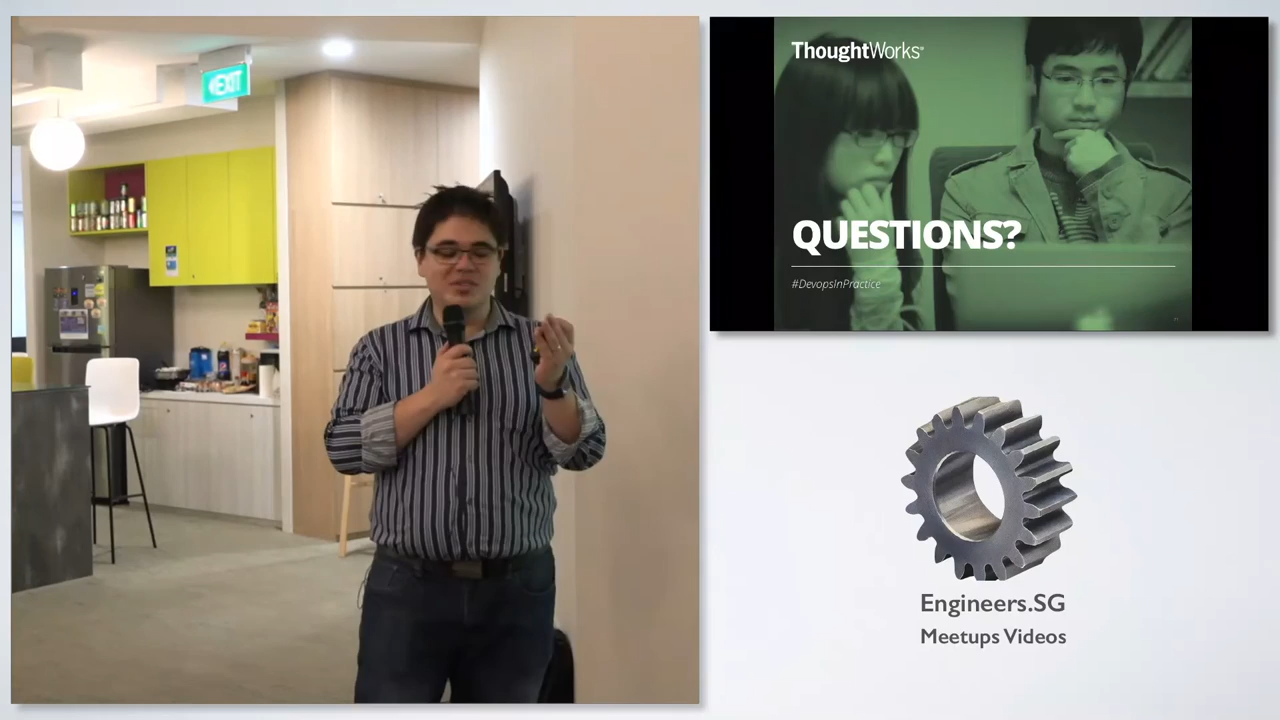 EXIT
ThoughtWorks®
QUESTIONS?
#DevopsInPractice
Engineers.SG
Meetups Videos